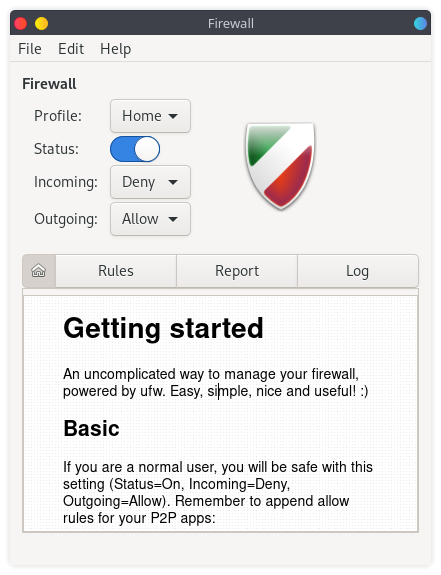 Firewall
File Edit Help
Firewall
Profile: Home
Status:
Incoming: Deny
Outgoing: Allow
Rules Report Log
Getting started
An uncomplicated way to manage your firewall,
powered by ufw. Easy, simple, nice and useful! :)
Basic
If you are a normal user, you will be safe with this
setting (Status=On, Incoming=Deny,
Outgoing=Allow). Remember to append allow
rules for your P2P apps: